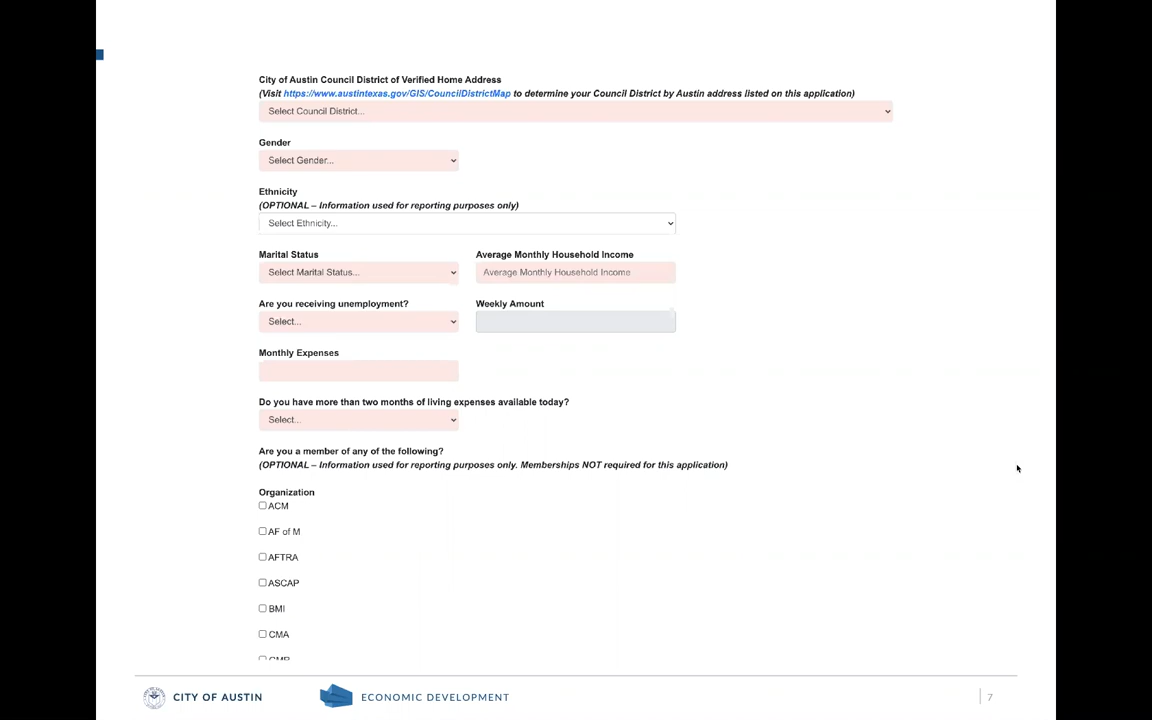 City of Austin Council District of Verified Home Address
(Visit https://www.austintexas.gov/GIS/CouncilDistrictMap to determine your Council District by Austin address listed on this application)
Select Council District...
Gender
Select Gender...
Ethnicity
(OPTIONAL – Information used for reporting purposes only)
Select Ethnicity...
Marital Status Average Monthly Household Income
Select Marital Status... Average Monthly Household Income
Are you receiving unemployment? Weekly Amount
Select...
Monthly Expenses
Do you have more than two months of living expenses available today?
Select...
Are you a member of any of the following?
(OPTIONAL – Information used for reporting purposes only. Memberships NOT required for this application)
Organization
ACM
AF of M
AFTRA
ASCAP
BMI
CMA
CITY OF AUSTIN ECONOMIC DEVELOPMENT 7